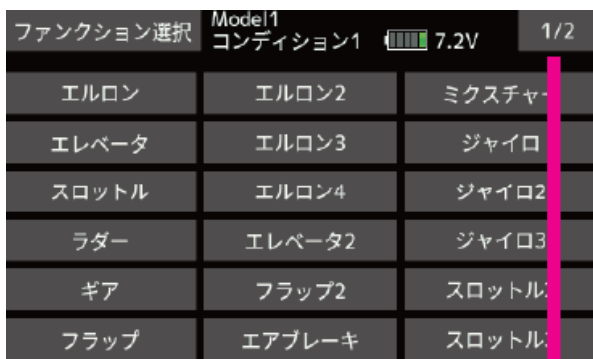 ファンクション選択 Model1 コンディション1 7.2V 1/2
エルロン エルロン2 ミクスチャー
エレベータ エルロン3 ジャイロ
スロットル エルロン4 ジャイロ2
ラダー エレベータ2 ジャイロ3
ギア フラップ2 スロットル
フラップ エアブレーキ スロットル